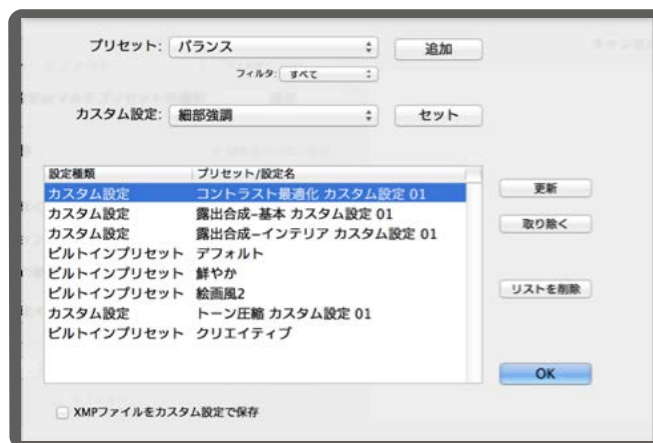 プリセット: バランス 追加
フィルタ: すべて
カスタム設定: 細部強調 セット
設定種類 プリセット/設定名
カスタム設定 コントラスト最適化 カスタム設定 01
カスタム設定 露出合成–基本 カスタム設定 01
カスタム設定 露出合成–インテリア カスタム設定 01
ビルトインプリセット デフォルト
ビルトインプリセット 鮮やか
ビルトインプリセット 絵画風2
カスタム設定 トーン圧縮 カスタム設定 01
ビルトインプリセット クリエイティブ
更新
取り除く
リストを削除
OK
XMPファイルをカスタム設定で保存